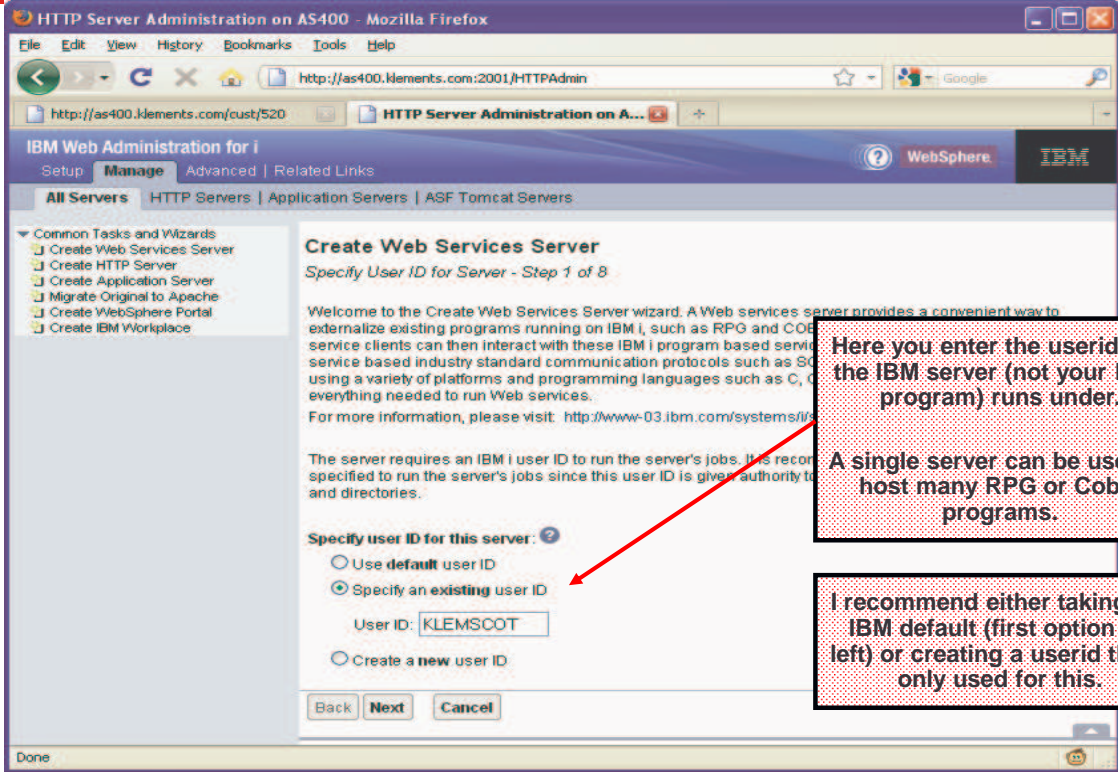 HTTP Server Administration on AS400 - Mozilla Firefox
File Edit View History Bookmarks Tools Help
http://as400.klements.com:2001/HTTPAdmin
Google
http://as400.klements.com/cust/520
HTTP Server Administration on A...
IBM Web Administration for i
WebSphere.
IBM
Setup Manage Advanced | Related Links
All Servers HTTP Servers | Application Servers | ASF Tomcat Servers
Common Tasks and Wizards
Create Web Services Server
Create HTTP Server
Create Application Server
Migrate Original to Apache
Create WebSphere Portal
Create IBM Workplace
Create Web Services Server
Specify User ID for Server - Step 1 of 8
Welcome to the Create Web Services Server wizard. A Web services server provides a convenient way to
externalize existing programs running on IBM i, such as RPG and
service clients can then interact with these IBM i program based
service based industry standard communication protocols such as
using a variety of platforms and programming languages such as C,
everything needed to run Web services.
For more information, please visit: http://www-03.ibm.com/systems/i/
The server requires an IBM i user ID to run the server's jobs. It is
specified to run the server's jobs since this user ID is given authority to
and directories.
Specify user ID for this server:
Use default user ID
Specify an existing user ID
User ID: KLEMSCOT
Create a new user ID
Back Next Cancel
Here you enter the userid
the IBM server (not your
program) runs under.
A single server can be
host many RPG or
programs.
I recommend either
IBM default (first option
left) or creating a userid
only used for this.
Done